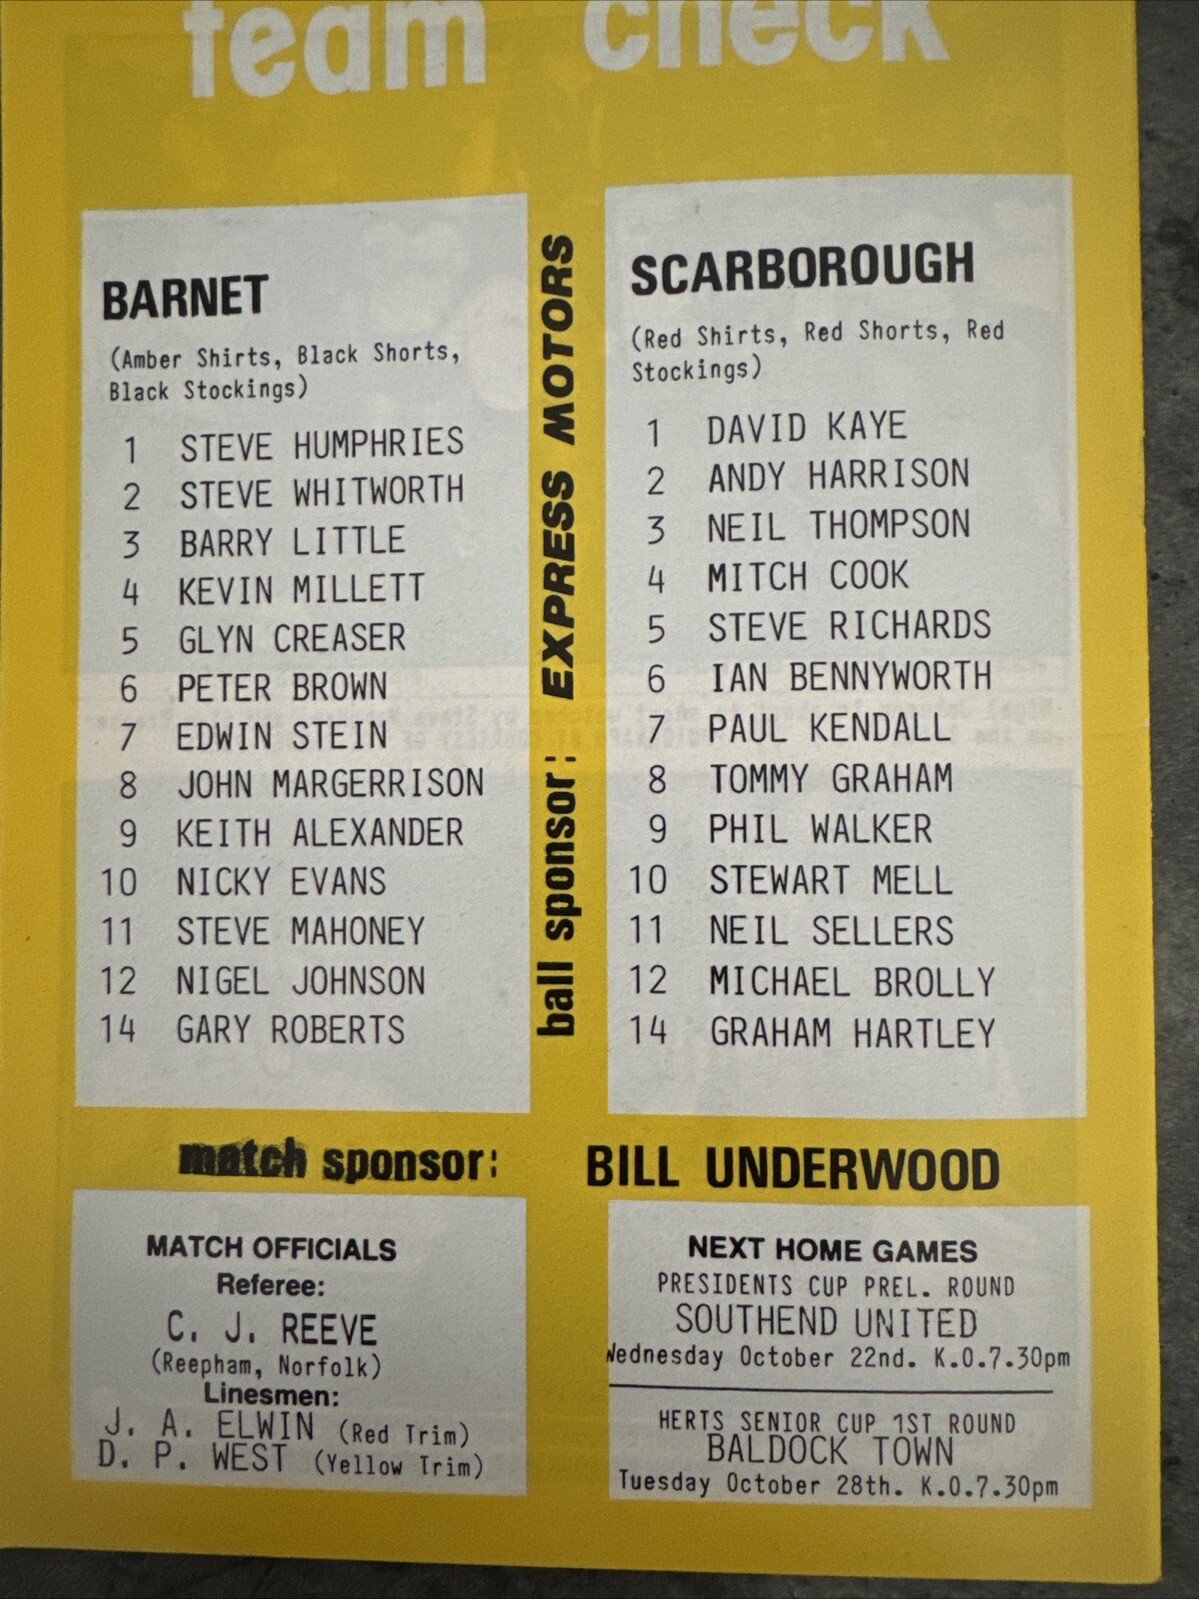 team check
BARNET
(Amber Shirts, Black Shorts,
Black Stockings)
1 STEVE HUMPHRIES
2 STEVE WHITWORTH
3 BARRY LITTLE
4 KEVIN MILLETT
5 GLYN CREASER
6 PETER BROWN
7 EDWIN STEIN
8 JOHN MARGERRISON
9 KEITH ALEXANDER
10 NICKY EVANS
11 STEVE MAHONEY
12 NIGEL JOHNSON
14 GARY ROBERTS
ball sponsor: EXPRESS MOTORS
SCARBOROUGH
(Red Shirts, Red Shorts, Red
Stockings)
1 DAVID KAYE
2 ANDY HARRISON
3 NEIL THOMPSON
4 MITCH COOK
5 STEVE RICHARDS
6 IAN BENNYWORTH
7 PAUL KENDALL
8 TOMMY GRAHAM
9 PHIL WALKER
10 STEWART MELL
11 NEIL SELLERS
12 MICHAEL BROLLY
14 GRAHAM HARTLEY
match sponsor: BILL UNDERWOOD
MATCH OFFICIALS
Referee:
C. J. REEVE
(Reepham, Norfolk)
Linesmen:
J. A. ELWIN (Red Trim)
D. P. WEST (Yellow Trim)
NEXT HOME GAMES
PRESIDENTS CUP PREL. ROUND
SOUTHEND UNITED
Wednesday October 22nd. K.O.7.30pm
HERTS SENIOR CUP 1ST ROUND
BALDOCK TOWN
Tuesday October 28th. K.O.7.30pm